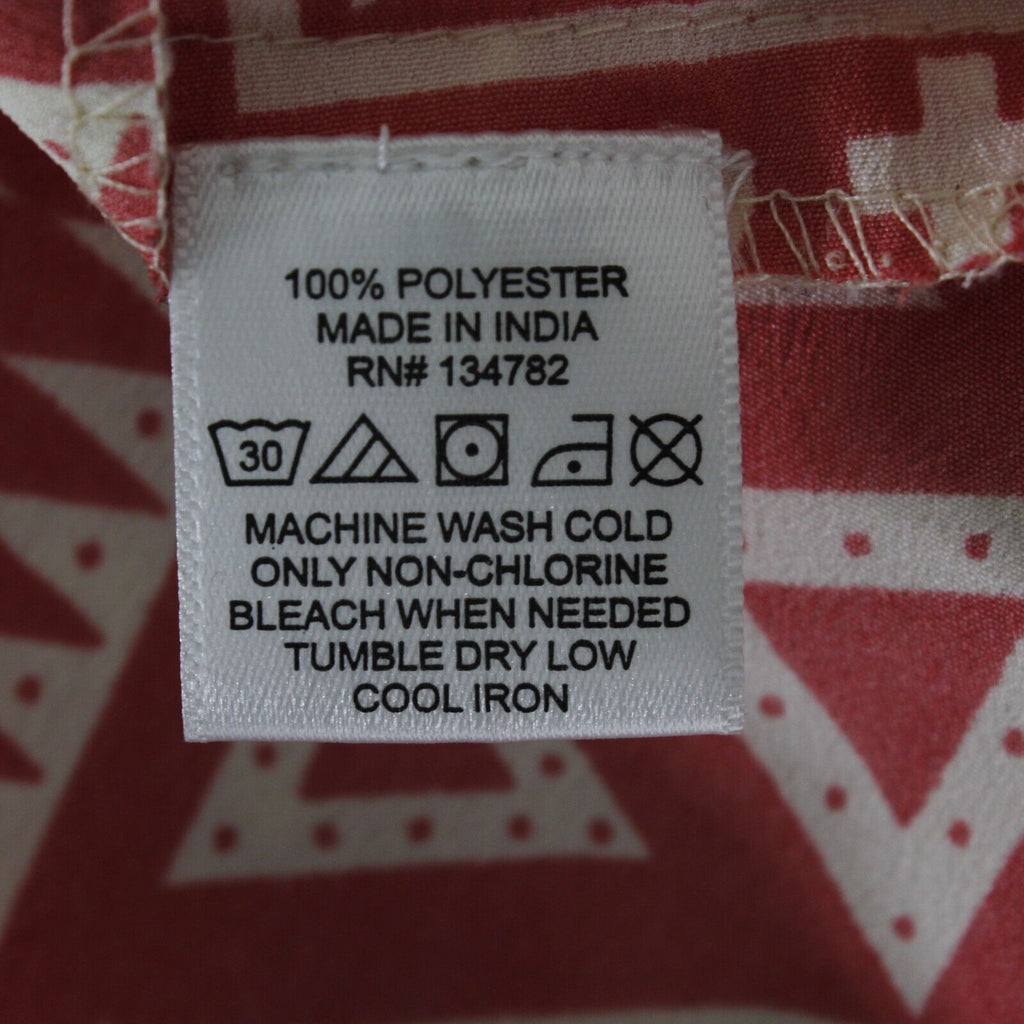 100% POLYESTER
MADE IN INDIA
RN# 134782
30
MACHINE WASH COLD
ONLY NON-CHLORINE
BLEACH WHEN NEEDED
TUMBLE DRY LOW
COOL IRON